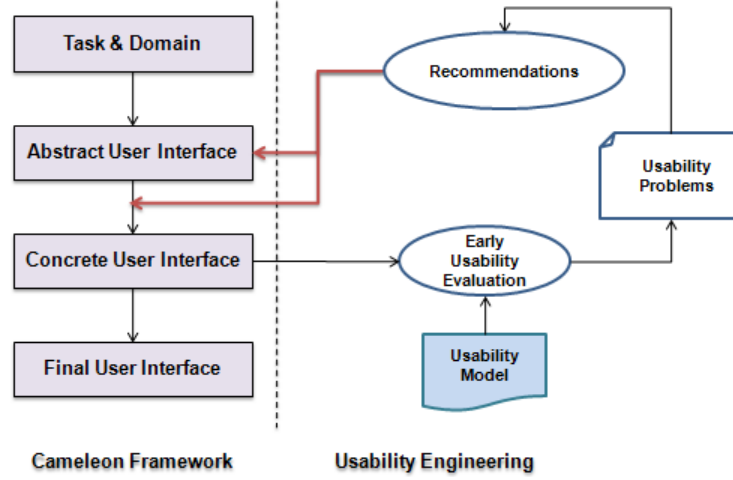 Task & Domain
Recommendations
Abstract User Interface
Usability
Problems
Concrete User Interface
Early
Usability
Evaluation
Final User Interface
Usability
Model
Cameleon Framework
Usability Engineering